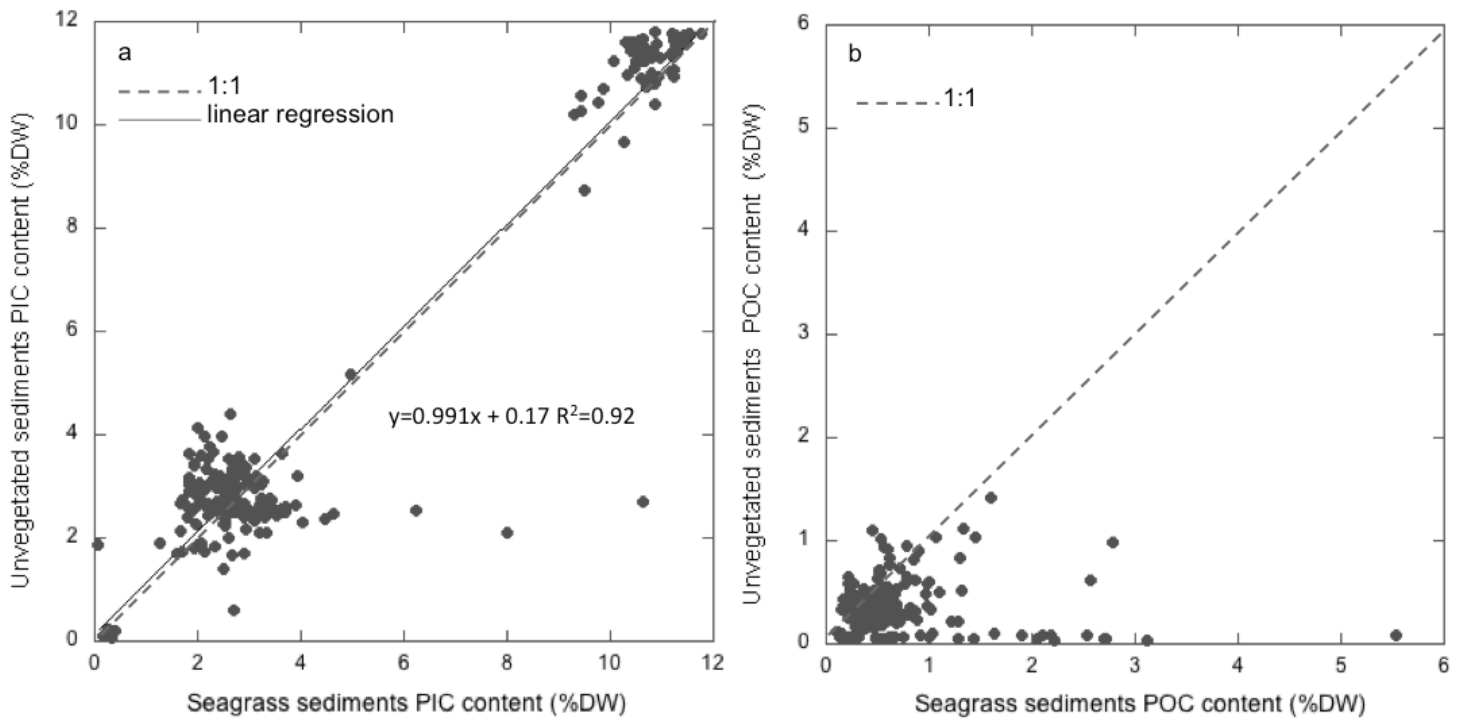 a
1:1
linear regression
y=0.991x + 0.17 R²=0.92
12
10
8
6
4
2
0
0 2 4 6 8 10 12
Unvegetated sediments PIC content (%DW)
Seagrass sediments PIC content (%DW)
b
1:1
6
5
4
3
2
1
0
0 1 2 3 4 5 6
Unvegetated sediments POC content (%DW)
Seagrass sediments POC content (%DW)